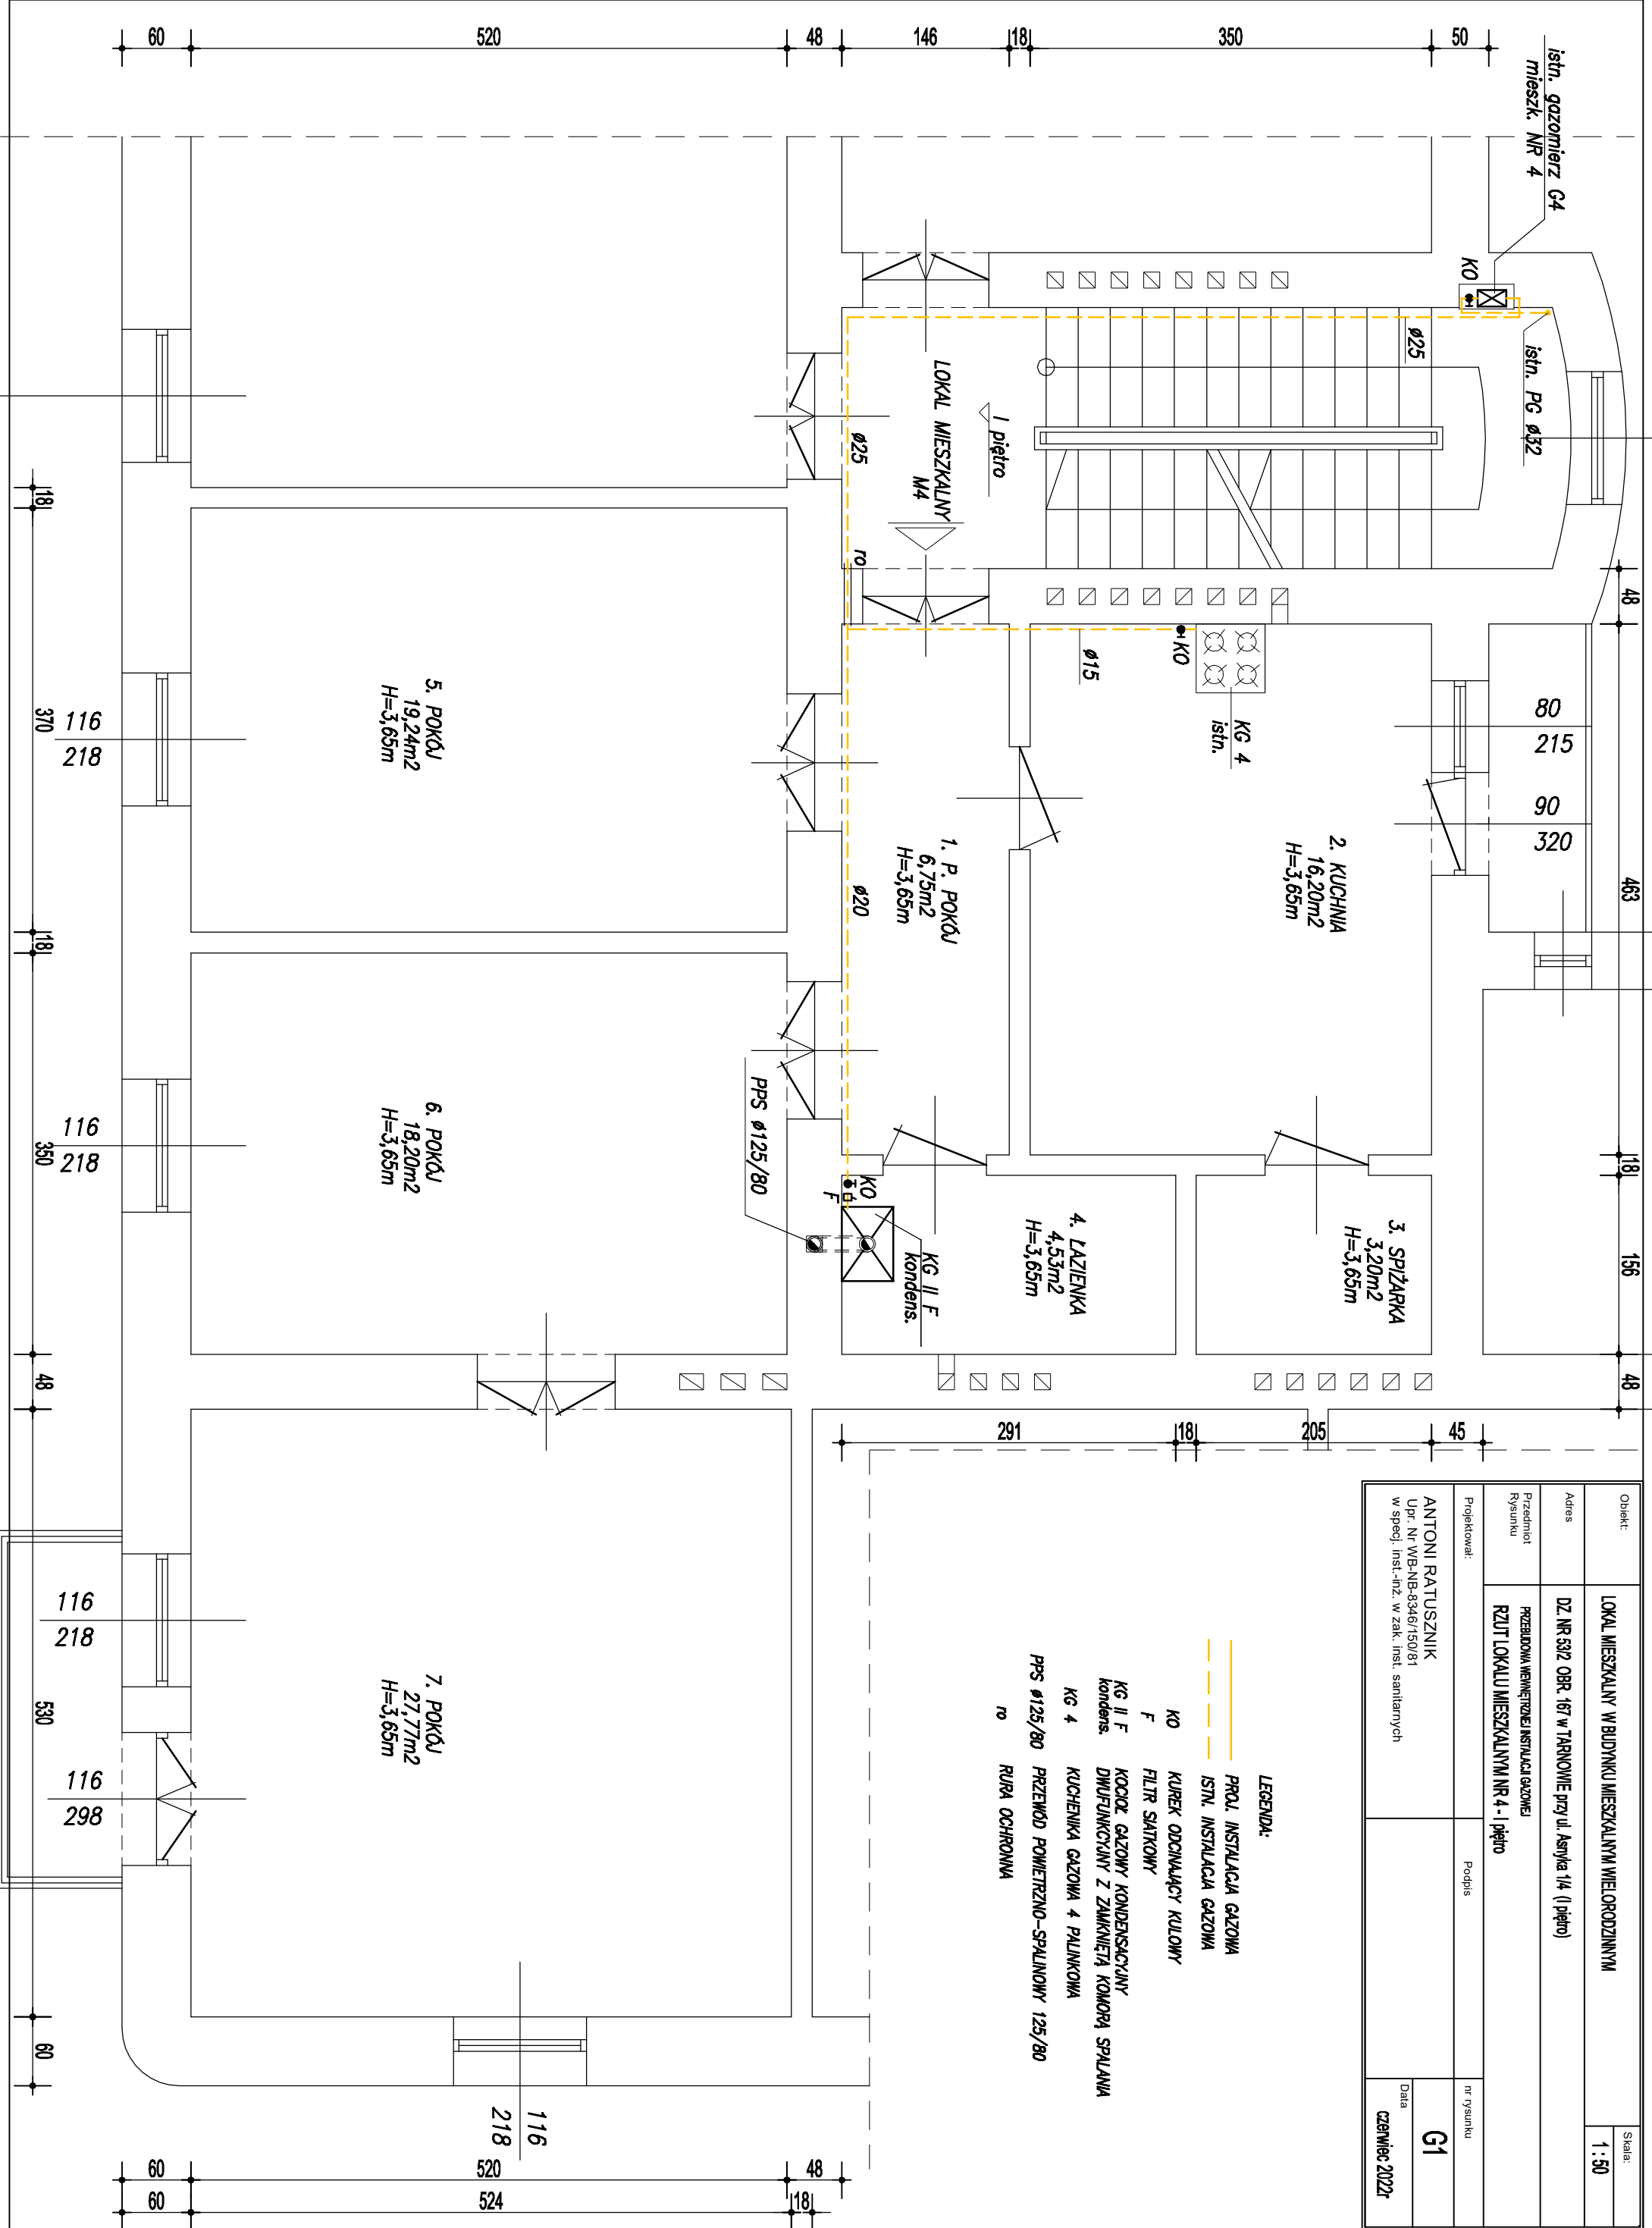 Obiekt:
LOKAL MIESZKALNY W BUDYNKU MIESZKALNYM WIELORODZINNYM
Skala:
1 : 50
Adres
DZ. NR 53/2 OBR. 167 w TARNOWIE przy ul. Asnyka 1/4 (I piętro)
Przedmiot
Rysunku
PRZEBUDOWA WEWNĘTRZNEJ INSTALACJI GAZOWEJ
RZUT LOKALU MIESZKALNYM NR 4 - I piętro
Projektował:
Podpis
nr rysunku
ANTONI RATUSZNIK
Upr. Nr WB-NB-8346/150/81
w specj. inst.-inż. w zak. inst. sanitarnych
G1
Data
czerwiec 2022r
LEGENDA:
PROJ. INSTALACJA GAZOWA
ISTN. INSTALACJA GAZOWA
KO KUREK ODCINAJĄCY KULOWY
F FILTR SIATKOWY
KG II F KOCIOŁ GAZOWY KONDENSACYJNY
kondens. DWUFUNKCYJNY Z ZAMKNIĘTĄ KOMORĄ SPALANIA
KG 4 KUCHENIKA GAZOWA 4 PALINKOWA
PPS ø125/80 PRZEWÓD POWIETRZNO-SPALINOWY 125/80
ro RURA OCHRONNA
istn. gazomierz G4
mieszk. NR 4
KO
istn. PG ø32
ø25
I piętro
LOKAL MIESZKALNY
M4
ø25
ro
KO
ø15
KG 4
istn.
80
215
90
320
2. KUCHNIA
16,20m2
H=3,65m
1. P. POKÓJ
6,75m2
H=3,65m
ø20
3. SPIŻARKA
3,20m2
H=3,65m
4. ŁAZIENKA
4,53m2
H=3,65m
KO
F
KG II F
kondens.
PPS ø125/80
5. POKÓJ
19,24m2
H=3,65m
6. POKÓJ
18,20m2
H=3,65m
7. POKÓJ
27,77m2
H=3,65m
116
218
116
218
116
218
116
298
116
218
60
520
48
146
18
350
50
48
463
18
156
48
291
18
205
45
18
370
18
350
48
530
60
60
520
48
60
524
18